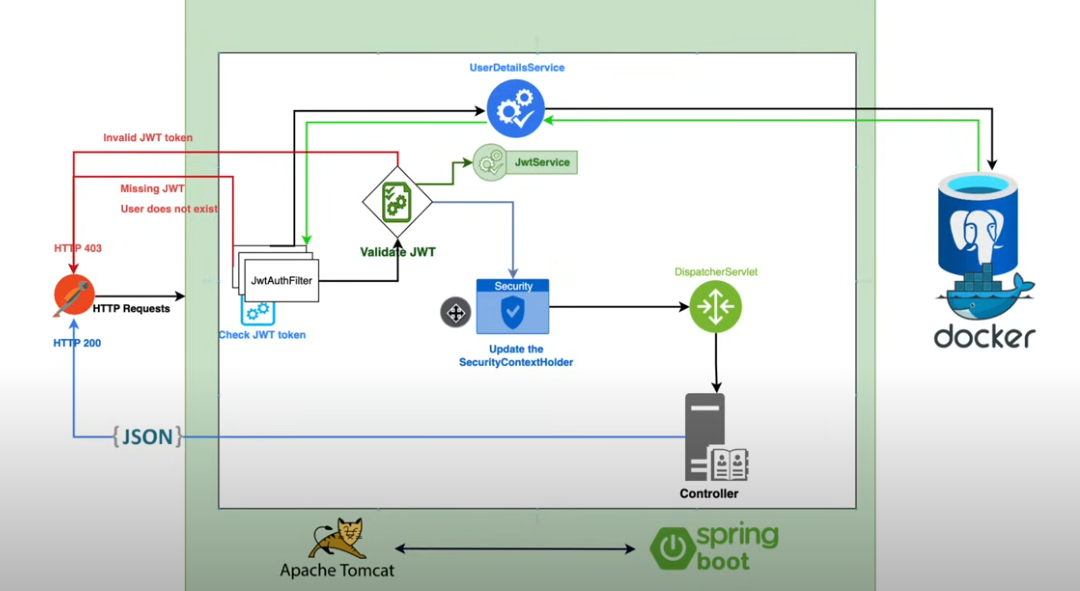 UserDetailsService
Invalid JWT token
JwtService
Missing JWT
User does not exist
HTTP 403
Validate JWT
JwtAuthFilter
Security
DispatcherServlet
HTTP Requests
Check JWT token
HTTP 200
Update the
SecurityContextHolder
docker
{JSON}
Controller
Apache Tomcat
spring
boot